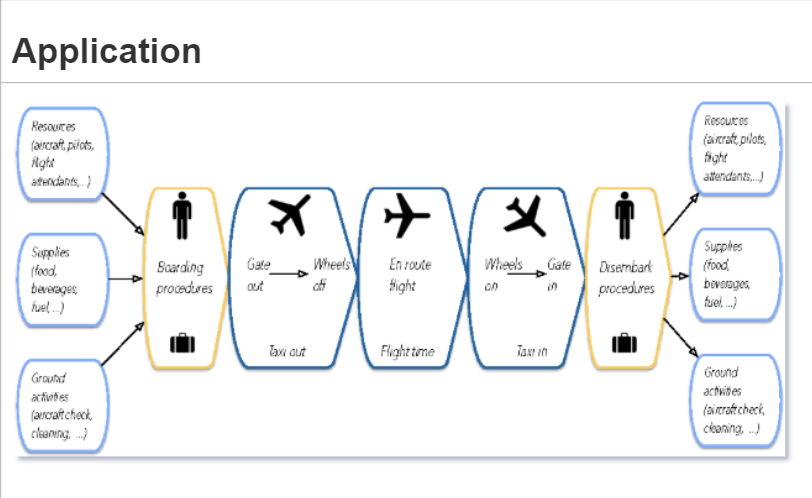 Application
Resources
(aircraft, pilots,
flight
attendants,...)
Supplies
(food,
beverages,
fuel, ...)
Ground
activities
(aircraft check,
cleaning, ...)
Boarding
procedures
Gate
out
Wheels
off
Taxi out
En route
flight
Flight time
Wheels
on
Gate
in
Taxi in
Disembark
procedures
Resources
(aircraft, pilots,
flight
attendants,...)
Supplies
(food,
beverages,
fuel, ...)
Ground
activities
(aircraft check,
cleaning, ...)